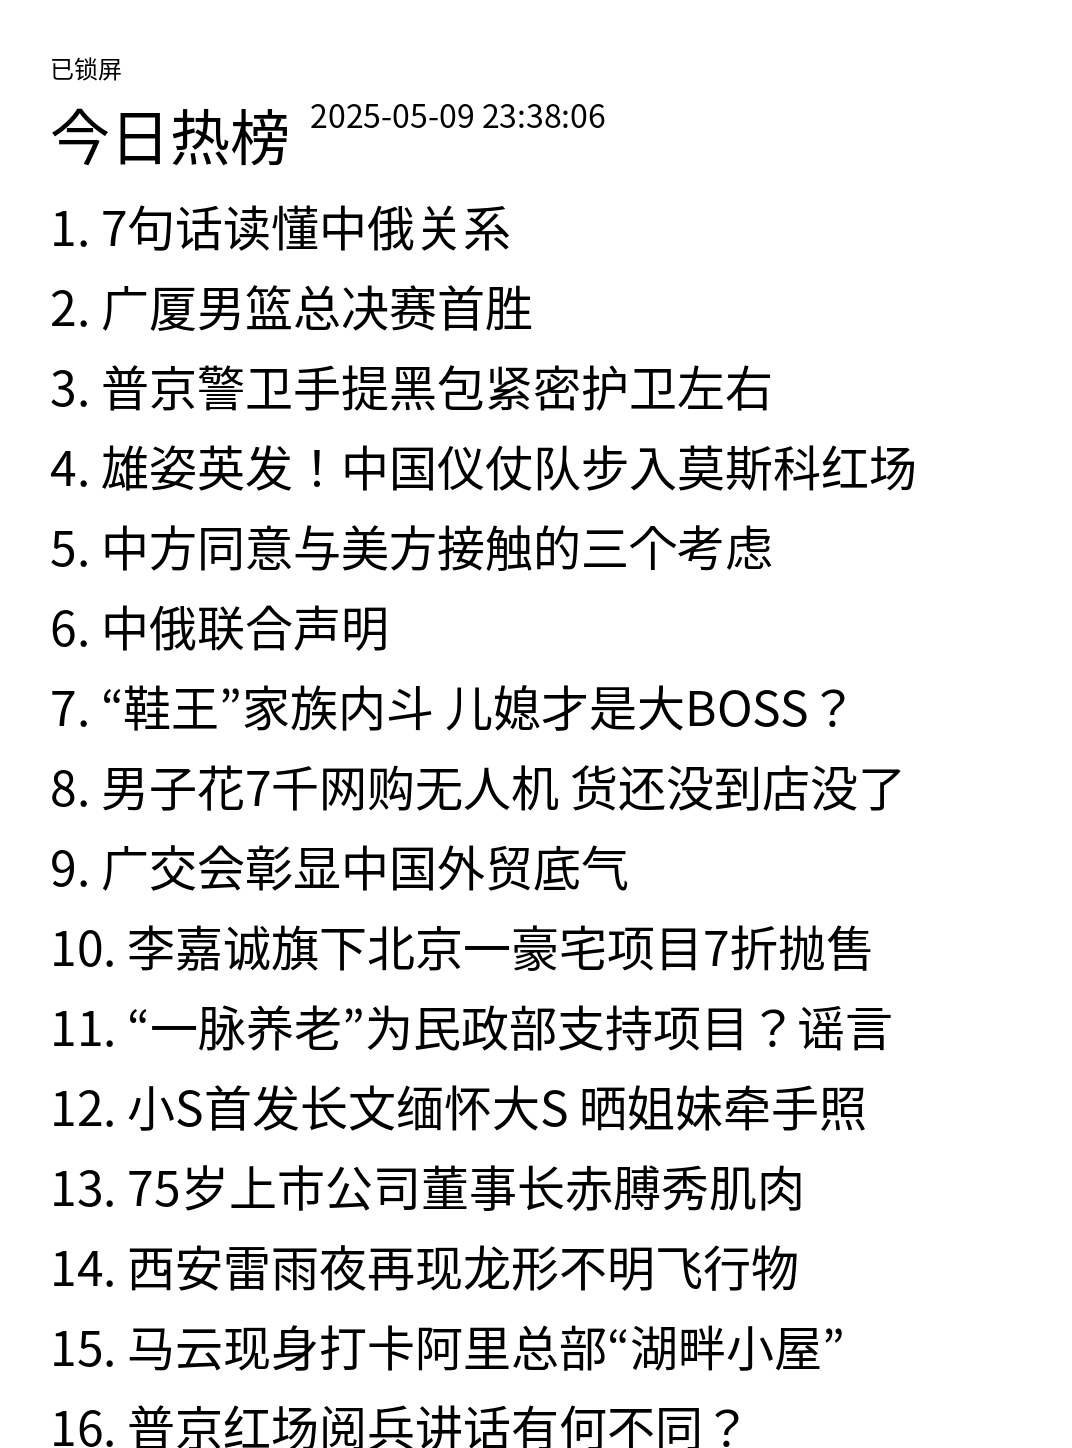 已锁屏
今日热榜 2025-05-09 23:38:06
1. 7句话读懂中俄关系
2. 广厦男篮总决赛首胜
3. 普京警卫手提黑包紧密护卫左右
4. 雄姿英发！中国仪仗队步入莫斯科红场
5. 中方同意与美方接触的三个考虑
6. 中俄联合声明
7. “鞋王”家族内斗 儿媳才是大BOSS？
8. 男子花7千网购无人机 货还没到店没了
9. 广交会彰显中国外贸底气
10. 李嘉诚旗下北京一豪宅项目7折抛售
11. “一脉养老”为民政部支持项目？谣言
12. 小S首发长文缅怀大S 晒姐妹牵手照
13. 75岁上市公司董事长赤膊秀肌肉
14. 西安雷雨夜再现龙形不明飞行物
15. 马云现身打卡阿里总部“湖畔小屋”
16. 普京红场阅兵讲话有何不同？